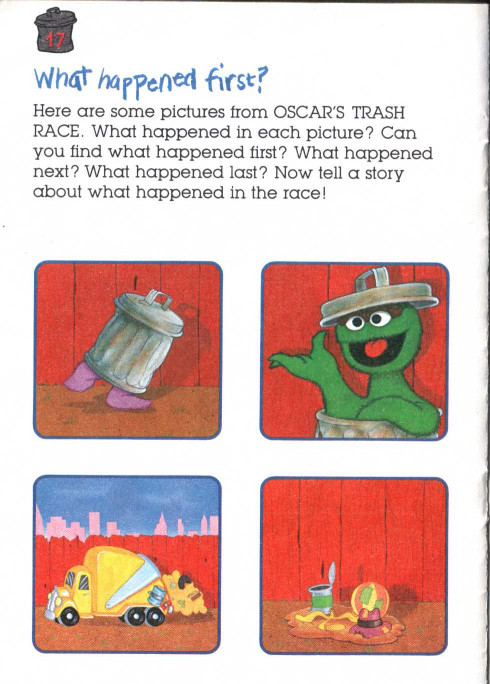 17
What happened first?
Here are some pictures from OSCAR'S TRASH
RACE. What happened in each picture? Can
you find what happened first? What happened
next? What happened last? Now tell a story
about what happened in the race!